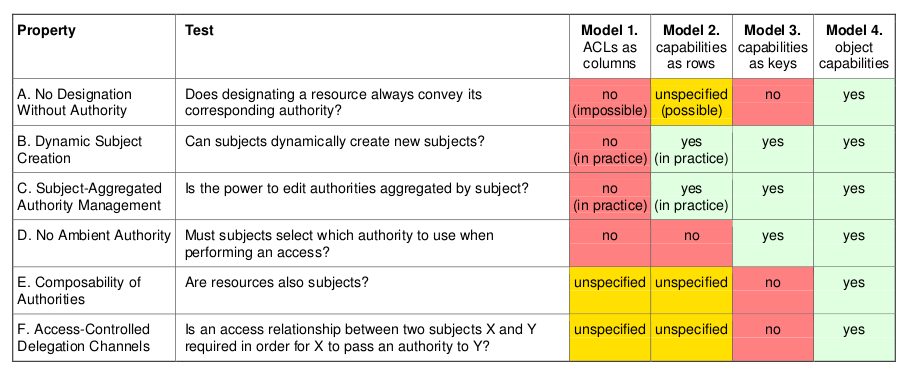 Property Test Model 1. Model 2. Model 3. Model 4.
ACLs as capabilities capabilities object
columns as rows as keys capabilities
A. No Designation Does designating a resource always convey its no unspecified no yes
Without Authority corresponding authority? (impossible) (possible)
B. Dynamic Subject Can subjects dynamically create new subjects? no yes yes yes
Creation (in practice) (in practice)
C. Subject-Aggregated Is the power to edit authorities aggregated by subject? no yes yes yes
Authority Management (in practice) (in practice)
D. No Ambient Authority Must subjects select which authority to use when no no yes yes
performing an access?
E. Composability of Are resources also subjects? unspecified unspecified no yes
Authorities
F. Access-Controlled Is an access relationship between two subjects X and Y unspecified unspecified no yes
Delegation Channels required in order for X to pass an authority to Y?